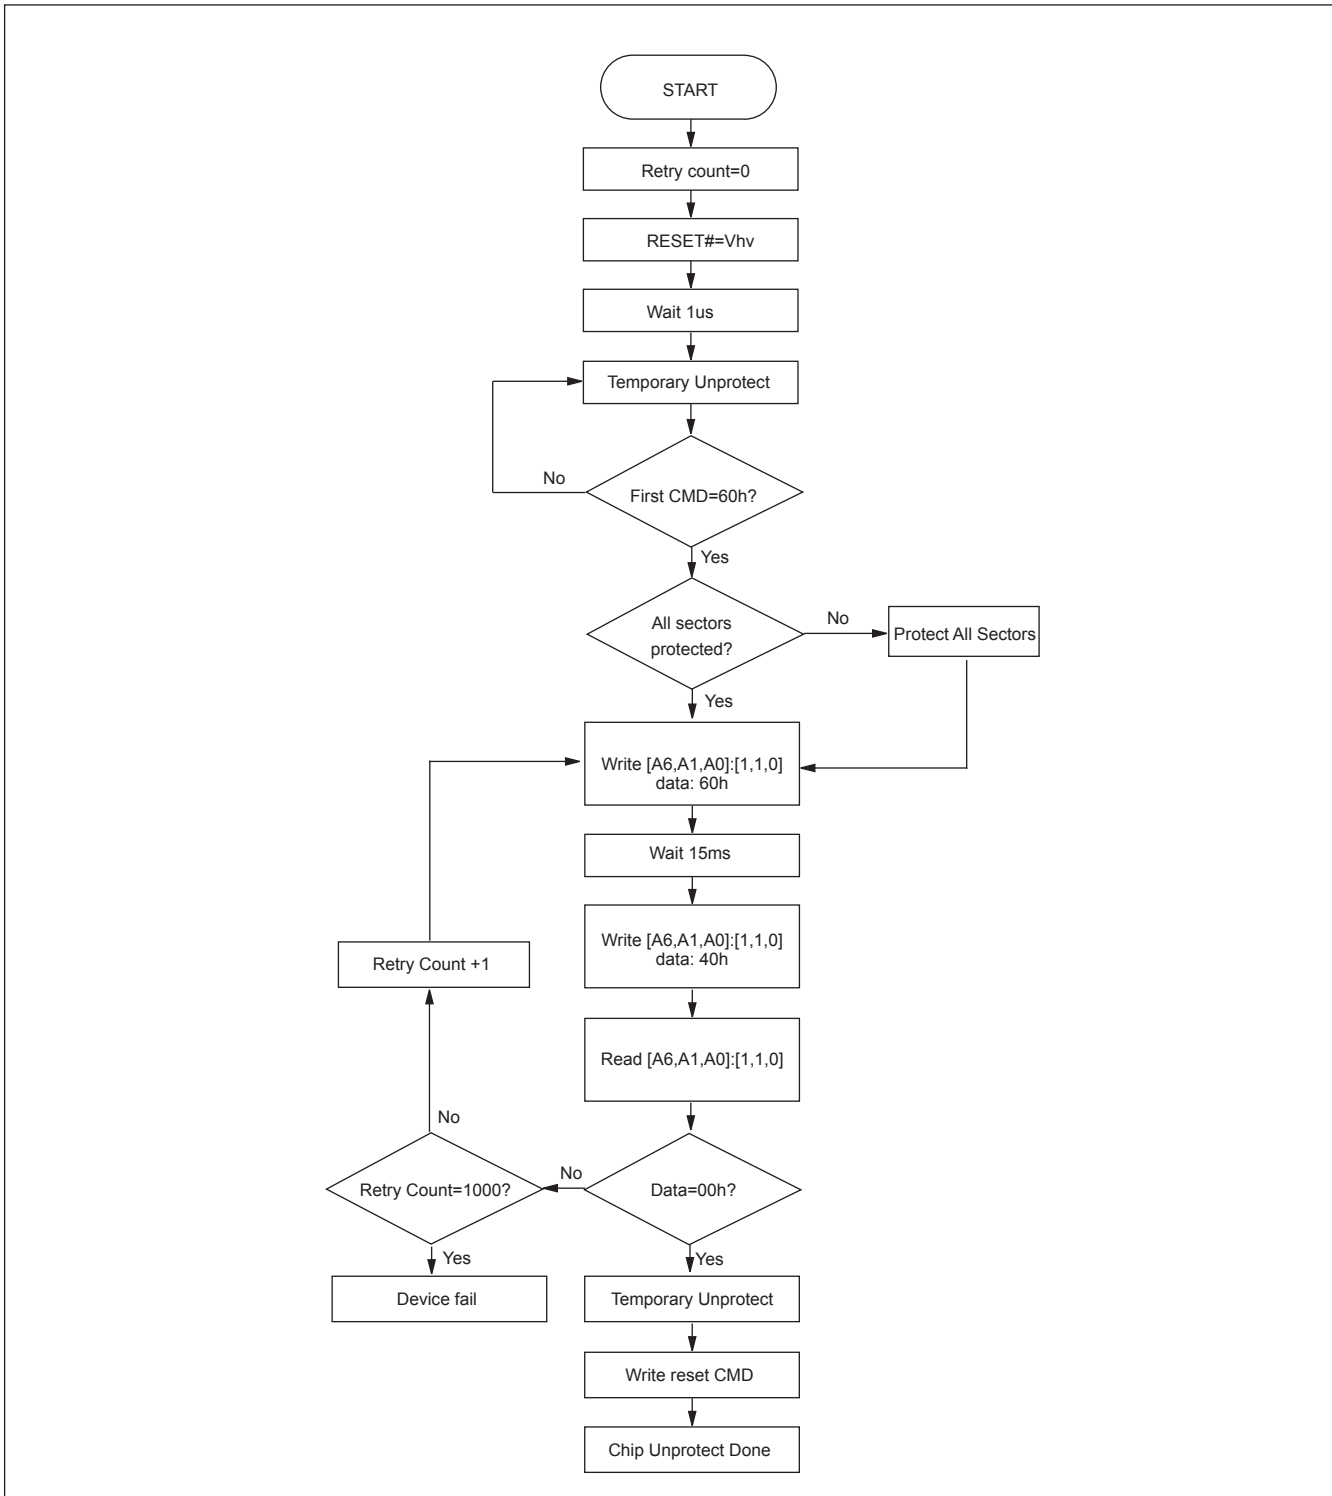 START
Retry count=0
RESET#=Vhv
Wait 1us
Temporary Unprotect
No
First CMD=60h?
Yes
All sectors
protected?
No
Protect All Sectors
Yes
Write [A6,A1,A0]:[1,1,0]
data: 60h
Wait 15ms
Write [A6,A1,A0]:[1,1,0]
data: 40h
Retry Count +1
Read [A6,A1,A0]:[1,1,0]
No
Retry Count=1000?
No
Data=00h?
Yes
Yes
Device fail
Temporary Unprotect
Write reset CMD
Chip Unprotect Done